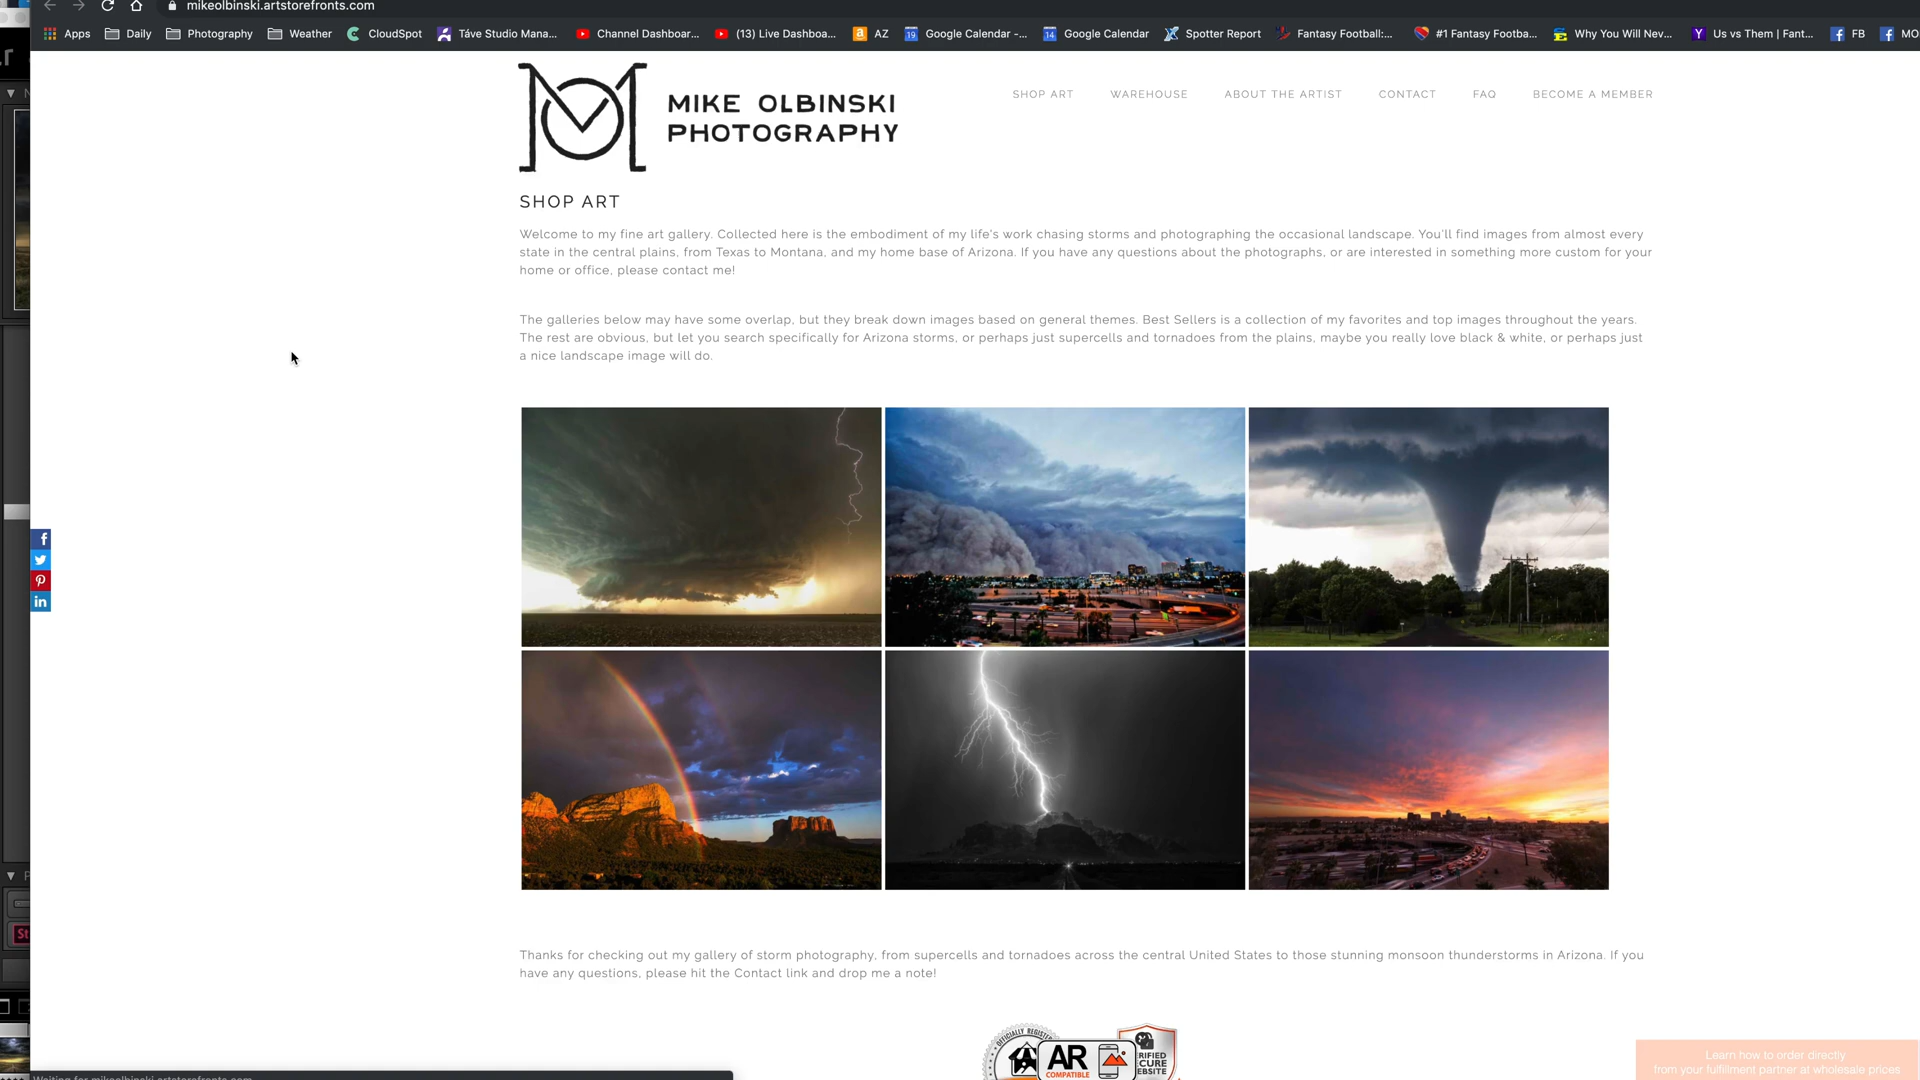 mikeolbinski.artstorefronts.com
Apps Daily Photography Weather CloudSpot Táve Studio Mana... Channel Dashboar... (13) Live Dashboa... AZ Google Calendar -... Google Calendar Spotter Report Fantasy Football:... #1 Fantasy Footba... Why You Will Nev... Us vs Them | Fant... FB MO
MIKE OLBINSKI
PHOTOGRAPHY
SHOP ART WAREHOUSE ABOUT THE ARTIST CONTACT FAQ BECOME A MEMBER
SHOP ART
Welcome to my fine art gallery. Collected here is the embodiment of my life's work chasing storms and photographing the occasional landscape. You'll find images from almost every
state in the central plains, from Texas to Montana, and my home base of Arizona. If you have any questions about the photographs, or are interested in something more custom for your
home or office, please contact me!
The galleries below may have some overlap, but they break down images based on general themes. Best Sellers is a collection of my favorites and top images throughout the years.
The rest are obvious, but let you search specifically for Arizona storms, or perhaps just supercells and tornadoes from the plains, maybe you really love black & white, or perhaps just
a nice landscape image will do.
Thanks for checking out my gallery of storm photography, from supercells and tornadoes across the central United States to those stunning monsoon thunderstorms in Arizona. If you
have any questions, please hit the Contact link and drop me a note!
OFFICIALLY REGISTE
AR
COMPATIBLE
RIFIED
CURE
EBSITE
Learn how to order directly
from your fulfillment partner at wholesale prices
Waiting for mikeolbinski.artstorefronts.com